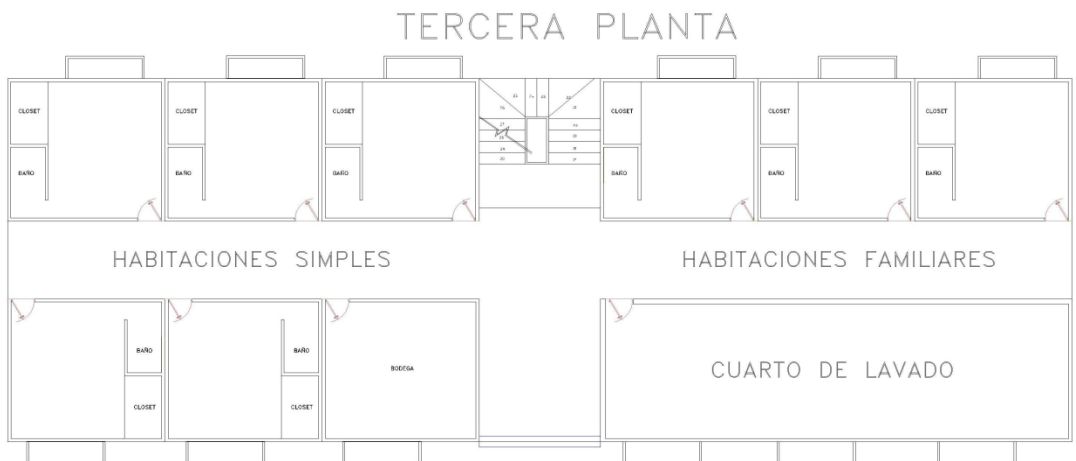 TERCERA PLANTA
CLOSET
CLOSET
CLOSET
CLOSET
CLOSET
CLOSET
BAÑO
BAÑO
BAÑO
BAÑO
BAÑO
BAÑO
HABITACIONES SIMPLES
HABITACIONES FAMILIARES
BAÑO
BAÑO
BODEGA
CUARTO DE LAVADO
CLOSET
CLOSET